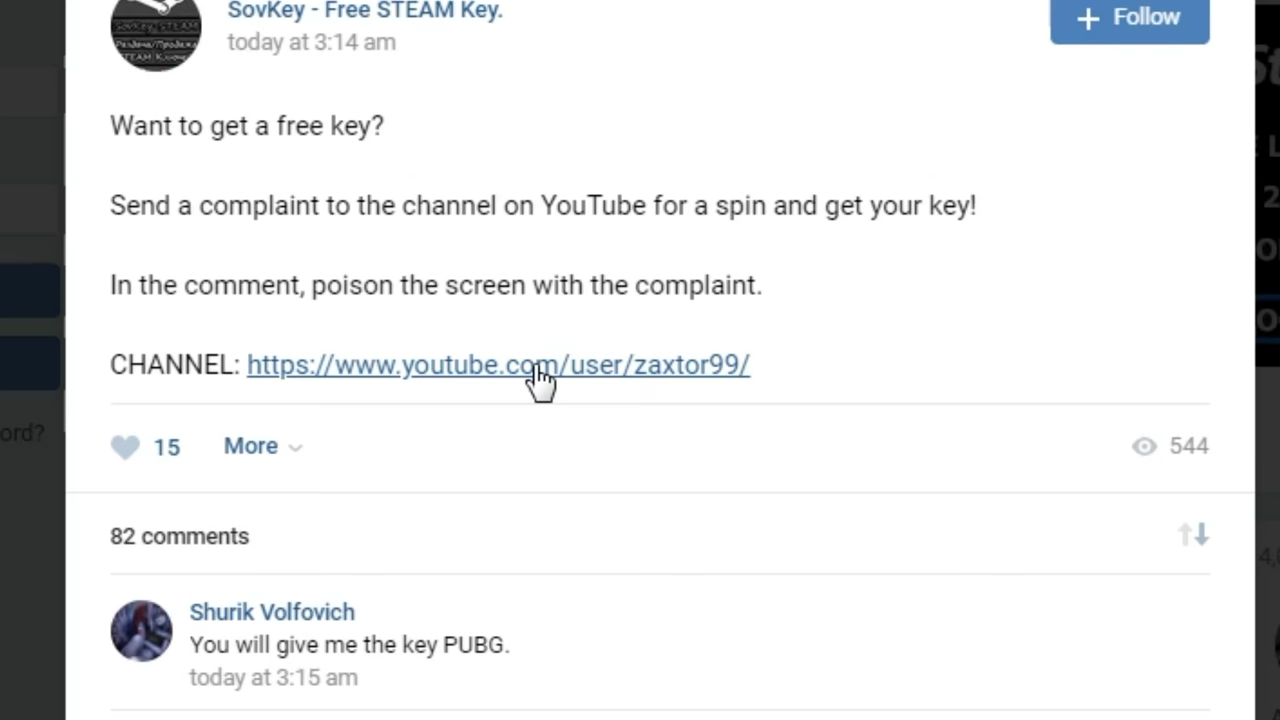 SovKey - Free STEAM Key.
today at 3:14 am
+ Follow
Want to get a free key?
Send a complaint to the channel on YouTube for a spin and get your key!
In the comment, poison the screen with the complaint.
CHANNEL: https://www.youtube.com/user/zaxtor99/
ord?
15 More 544
82 comments
Shurik Volfovich
You will give me the key PUBG.
today at 3:15 am